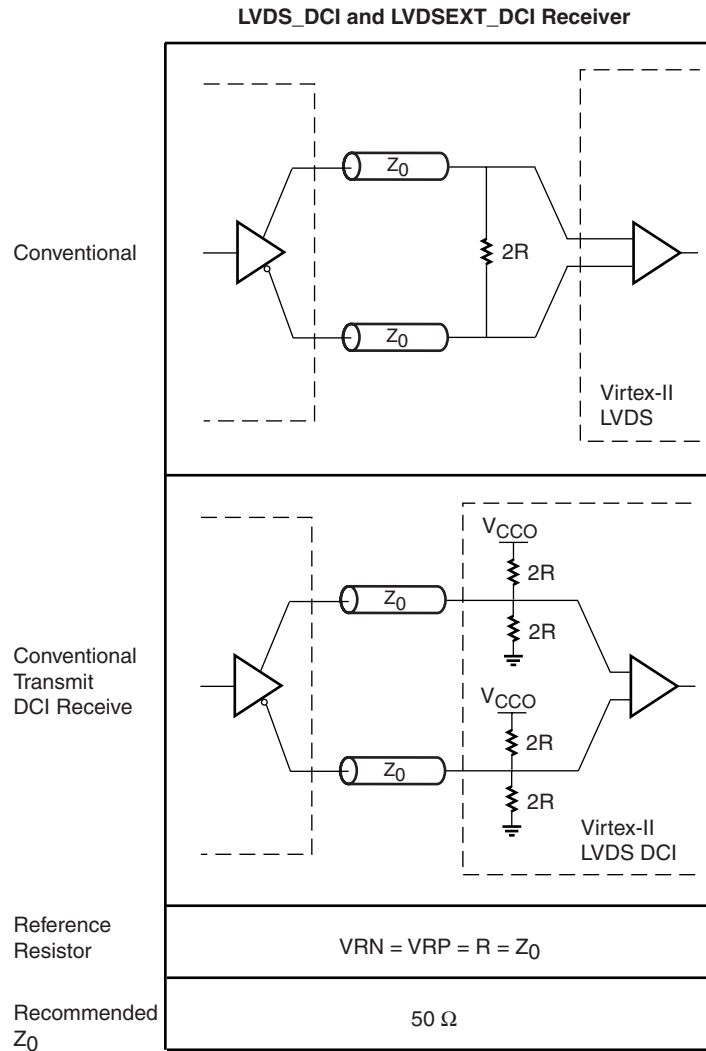 LVDS_DCI and LVDSEXT_DCI Receiver
Conventional
Z0
2R
Z0
Virtex-II
LVDS
Conventional
Transmit
DCI Receive
VCCO
2R
Z0
2R
VCCO
2R
Z0
2R
Virtex-II
LVDS DCI
Reference
Resistor
VRN = VRP = R = Z0
Recommended
Z0
50 Ω